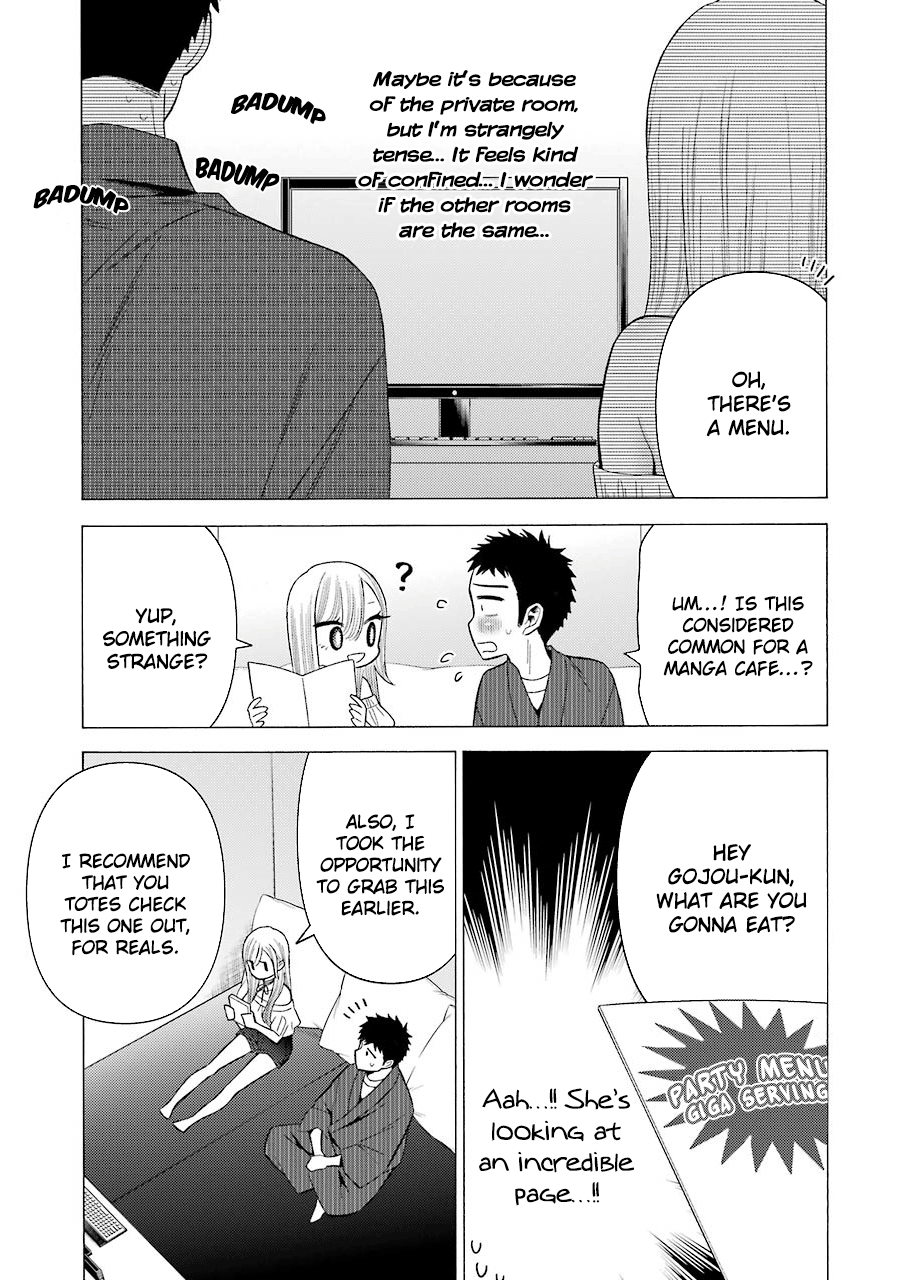 Maybe it's because
of the private room,
but I'm strangely
tense... It feels kind
of confined... I wonder
if the other rooms
are the same...
BADUMP
BADUMP
BADUMP
OH,
THERE'S
A MENU.
UM...! IS THIS
CONSIDERED
COMMON FOR A
MANGA CAFE...?
?
YUP,
SOMETHING
STRANGE?
HEY
GOJOU-KUN,
WHAT ARE YOU
GONNA EAT?
PARTY MENU
GIGA SERVING
Aah...!! She's
looking at
an incredible
page...!!
ALSO, I
TOOK THE
OPPORTUNITY
TO GRAB THIS
EARLIER.
I RECOMMEND
THAT YOU
TOTES CHECK
THIS ONE OUT,
FOR REALS.